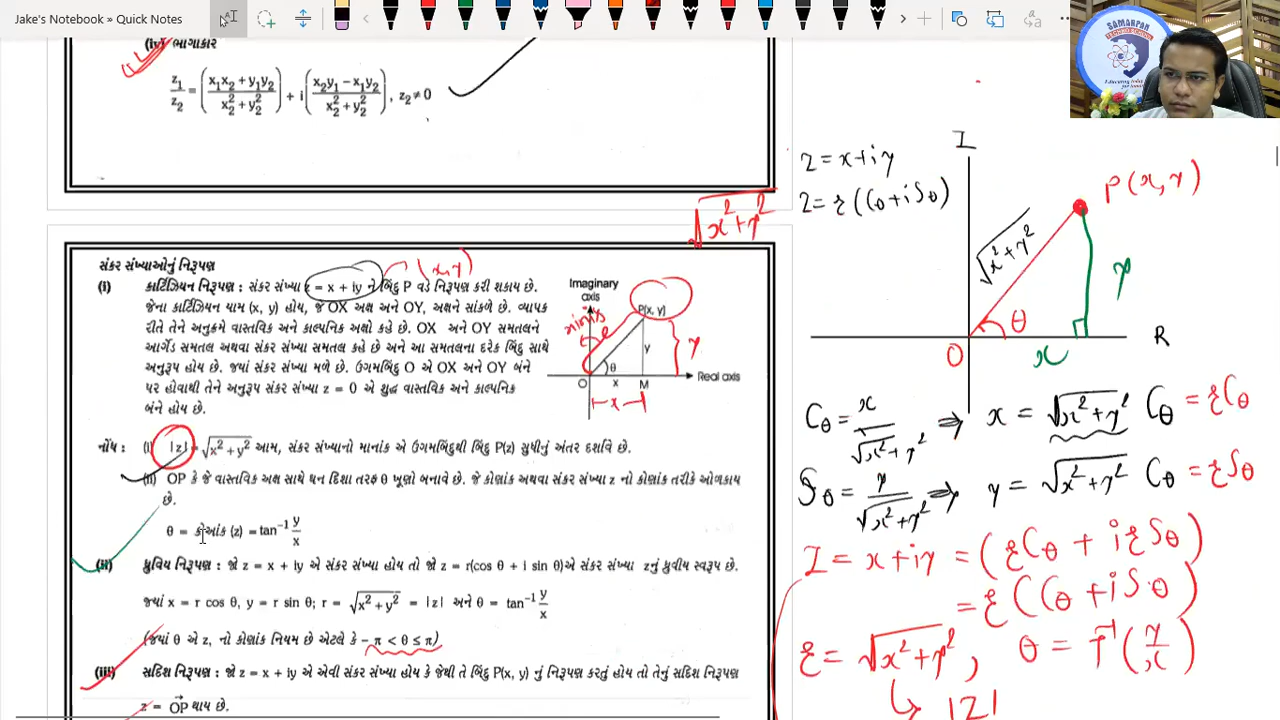 Jake's Notebook » Quick Notes
SAMARPAN
(iv) ભાગાકાર
z₁/z₂ = ((x₁x₂ + y₁y₂)/(x₂² + y₂²)) + i((x₂y₁ − x₁y₂)/(x₂² + y₂²)), z₂ ≠ 0
√(x² + y²)
સંકર સંખ્યાઓનું નિરૂપણ
(i) કાર્ટિઝિયન નિરૂપણ : સંકર સંખ્યા z = x + iy ને બિંદુ P વડે નિરૂપણ કરી શકાય છે.
(x, y)
જેના કાર્ટિઝિયન યામ (x, y) હોય, જે OX અક્ષ અને OY, અક્ષને સાંકળે છે. વ્યાપક
રીતે તેને અનુક્રમે વાસ્તવિક અને કાલ્પનિક અક્ષો કહે છે. OX અને OY સમતલને
આર્ગેંડ સમતલ અથવા સંકર સંખ્યા સમતલ કહે છે અને આ સમતલના દરેક બિંદુ સાથે
અનુરૂપ હોય છે. જ્યાં સંખ્યા મળે છે. ઉગમબિંદુ O એ OX અને OY બંને
પર હોવાથી તેને અનુરૂપ સંકર સંખ્યા z = 0 એ શુદ્ધ વાસ્તવિક અને કાલ્પનિક
બંને હોય છે.
Imaginary
axis
P(x, y)
y
y
θ
O x M Real axis
x
નોંધ : (i) |z| = √(x² + y²) આમ, સંકર સંખ્યાનો માનાંક એ ઉગમબિંદુથી બિંદુ P(z) સુધીનું અંતર દર્શાવે છે.
(ii) OP કે જે વાસ્તવિક અક્ષ સાથે ધન દિશા તરફ θ ખૂણો બનાવે છે. જે કોણાંક અથવા સંકર સંખ્યા z નો કોણાંક તરીકે ઓળખાય
છે.
θ = કોણાંક (z) = tan⁻¹ y/x
(ii) ધ્રુવિય નિરૂપણ : જો z = x + iy એ સંકર સંખ્યા હોય તો જો z = r(cos θ + i sin θ)એ સંકર સંખ્યા zનું ધ્રુવીય સ્વરૂપ છે.
જ્યાં x = r cos θ, y = r sin θ; r = √(x² + y²) = |z| અને θ = tan⁻¹ y/x
(જ્યાં θ એ z, નો કોણાંક નિયમ છે એટલે કે − π < θ ≤ π)
(iii) સદિશ નિરૂપણ : જો z = x + iy એ એવી સંકર સંખ્યા હોય કે જેથી તે બિંદુ P(x, y) નું નિરૂપણ કરતું હોય તો તેનું સદિશ નિરૂપણ
z = OP⃗ થાય છે.
z = x+iy
z = r(Cθ+iSθ)
I
P(x, y)
√(x²+y²)
y
θ
O
x
R
Cθ = x/√(x²+y²) ⟹ x = √(x²+y²) Cθ = rCθ
Sθ = y/√(x²+y²) ⟹ y = √(x²+y²) Cθ = rSθ
Z = x+iy = (rCθ + irSθ)
= r(Cθ + iSθ)
r = √(x²+y²), θ = T⁻¹(y/x)
↳ |Z|